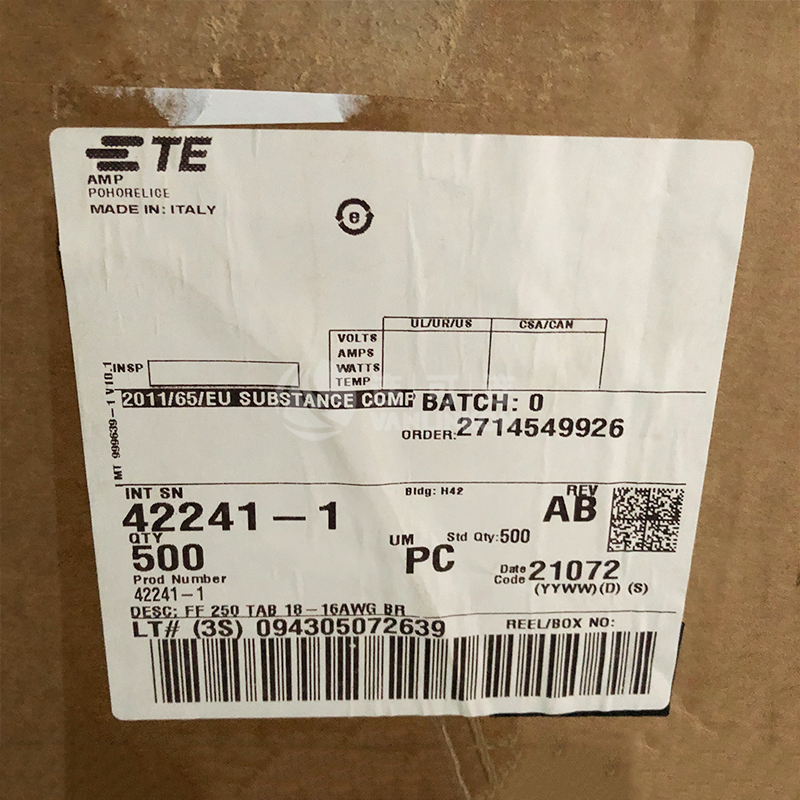 TE
AMP
POHORELICE
MADE IN: ITALY
e
UL/UR/US CSA/CAN
VOLTS
AMPS
WATTS
TEMP
INSP
IMT 999639-1 V10.1
2011/65/EU SUBSTANCE COMP
BATCH: 0
ORDER:2714549926
INT SN
42241-1
Bldg: H42
REV
AB
QTY
500
UM
PC
Std Qty:500
Prod Number
42241-1
Date Code 21072
(YYWW)(D) (S)
DESC: FF 250 TAB 18-16AWG BR
LT# (3S) 094305072639
REEL/BOX NO: